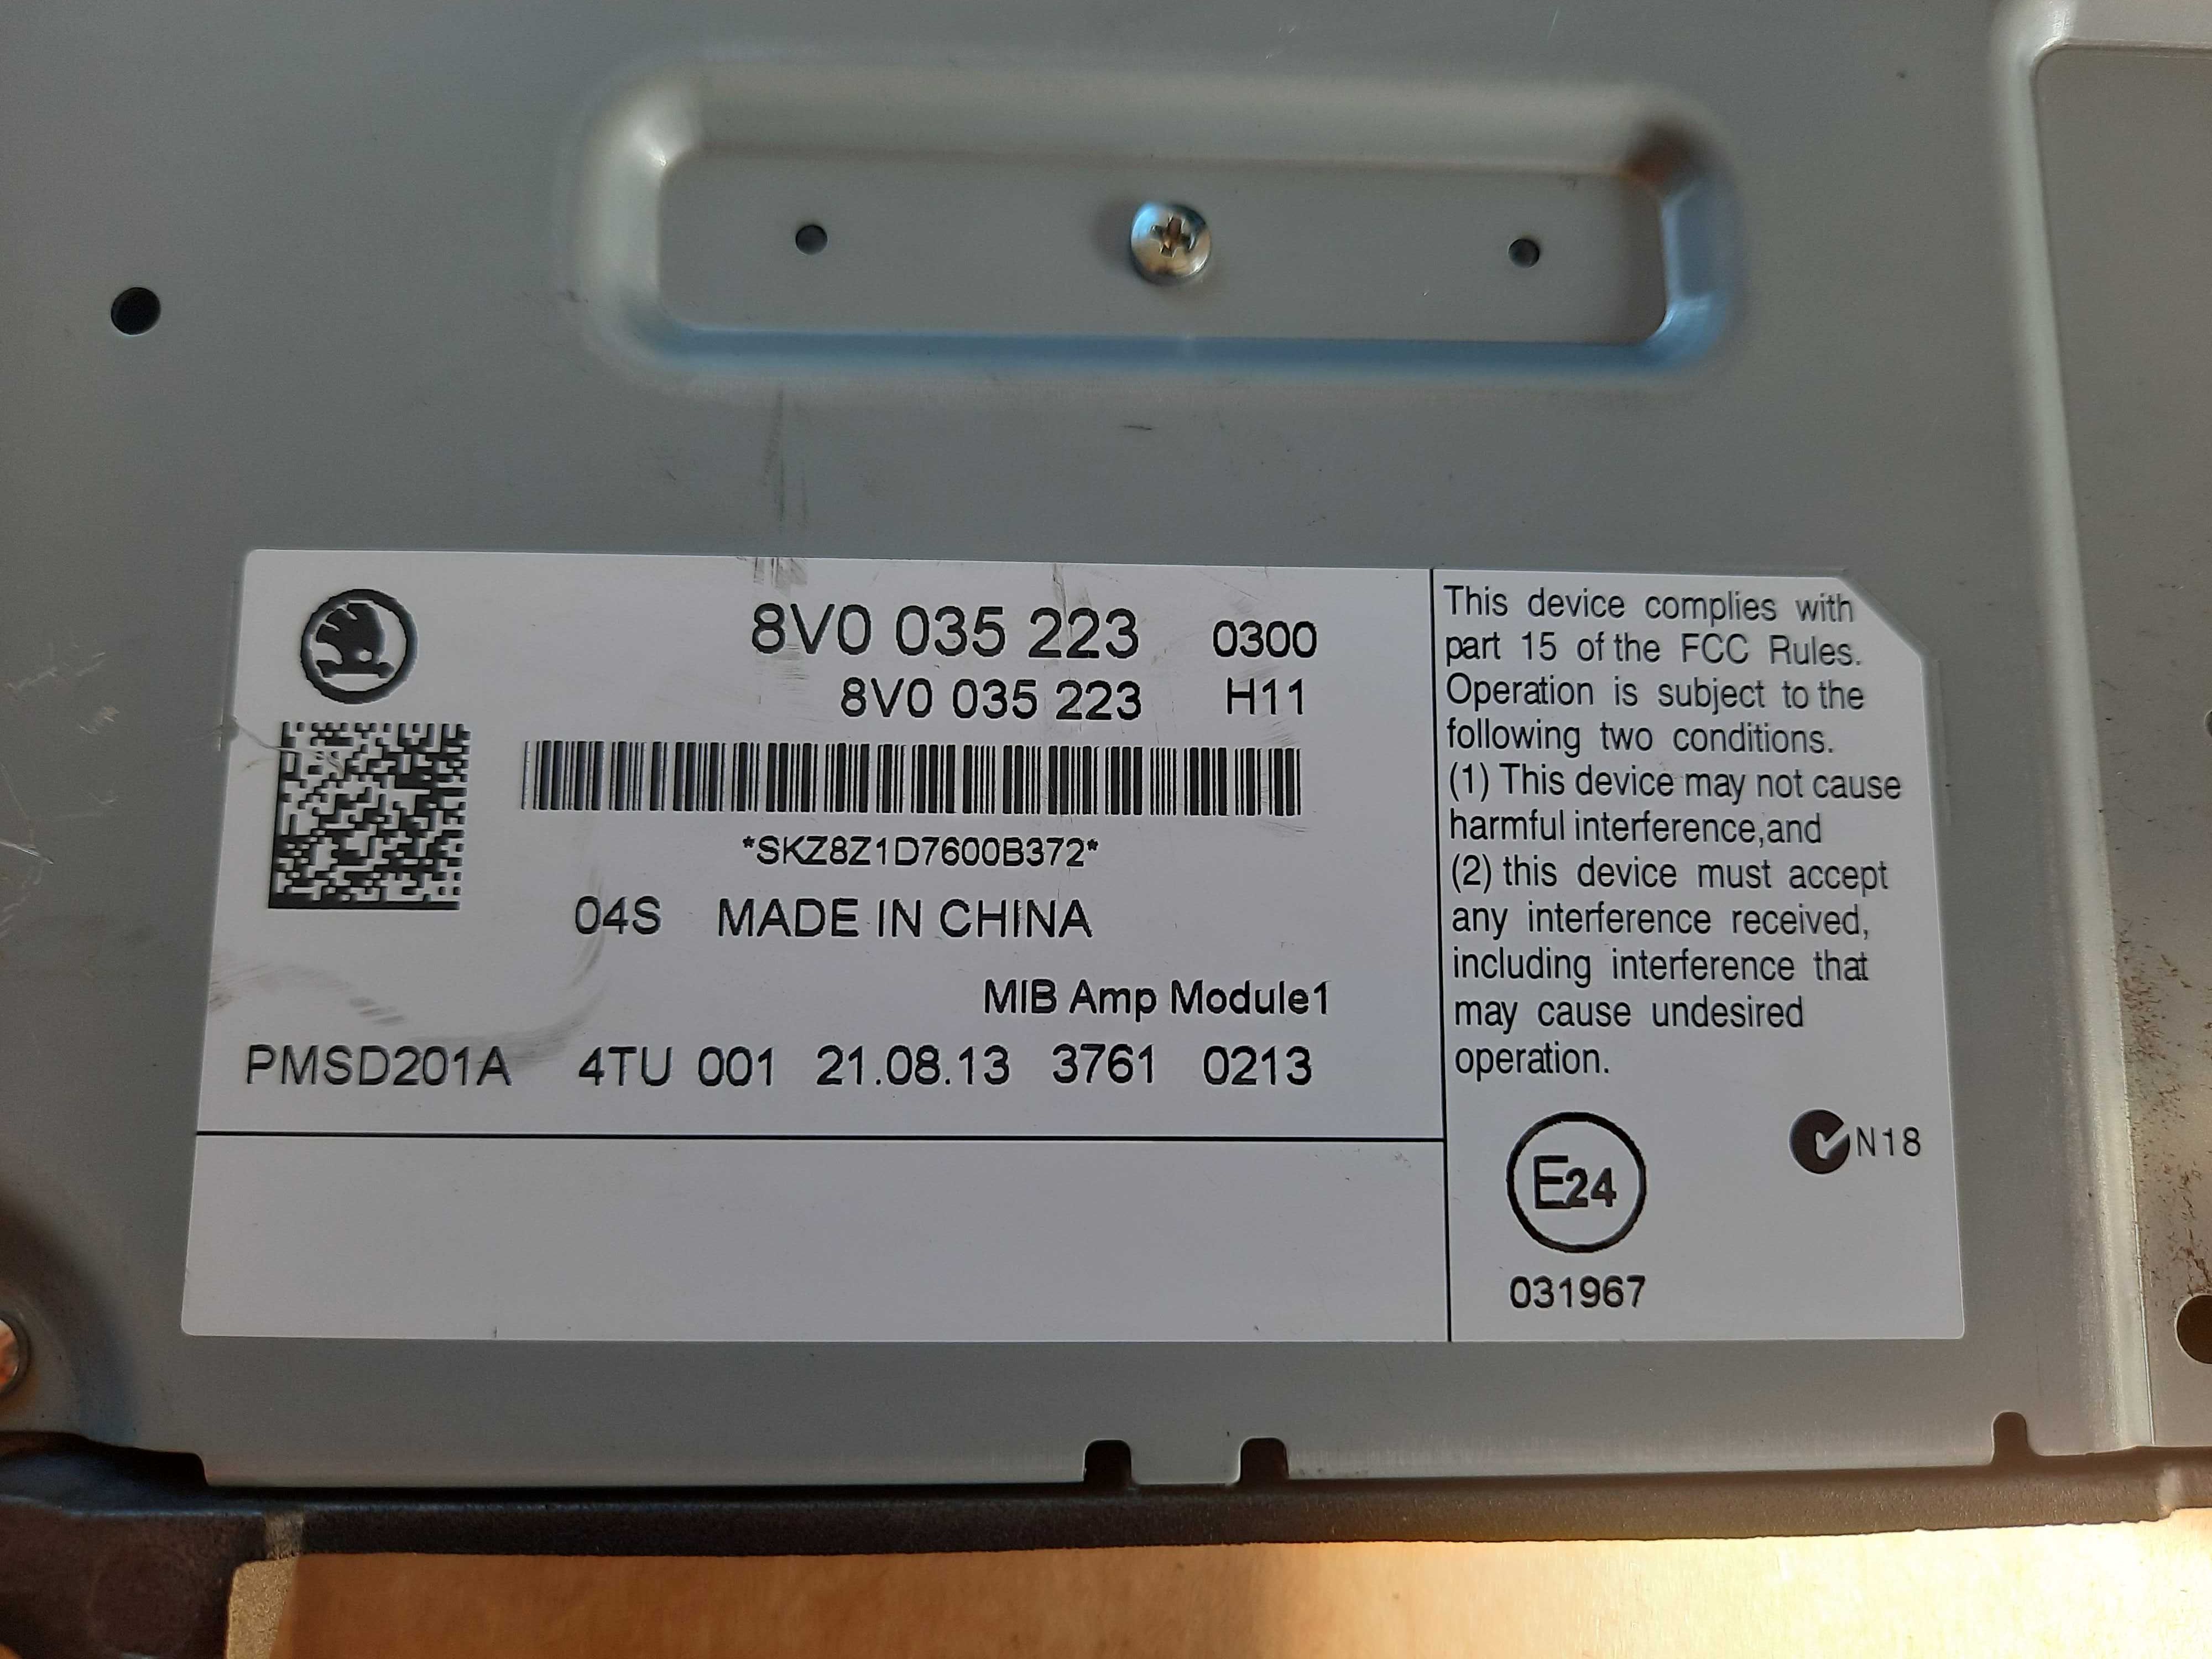 8V0 035 223 0300
8V0 035 223 H11
*SKZ8Z1D7600B372*
04S MADE IN CHINA
MIB Amp Module1
PMSD201A 4TU 001 21.08.13 3761 0213
This device complies with
part 15 of the FCC Rules.
Operation is subject to the
following two conditions.
(1) This device may not cause
harmful interference,and
(2) this device must accept
any interference received,
including interference that
may cause undesired
operation.
N18
E24
031967